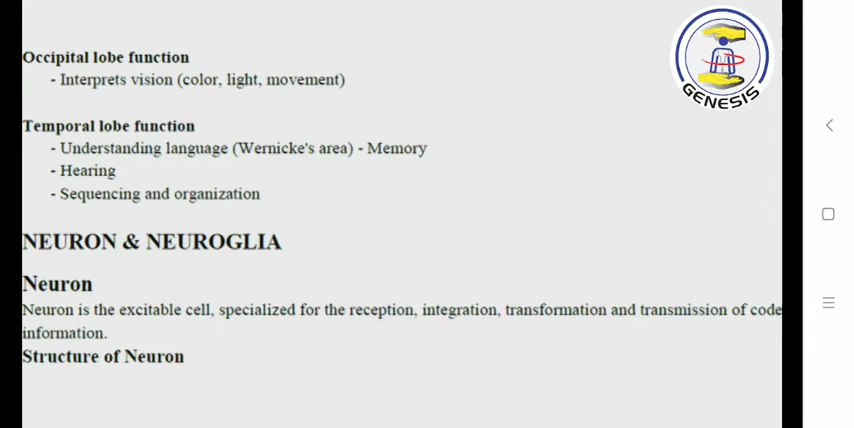 GENESIS
Occipital lobe function
- Interprets vision (color, light, movement)
Temporal lobe function
- Understanding language (Wernicke's area) - Memory
- Hearing
- Sequencing and organization
NEURON & NEUROGLIA
Neuron
Neuron is the excitable cell, specialized for the reception, integration, transformation and transmission of code
information.
Structure of Neuron